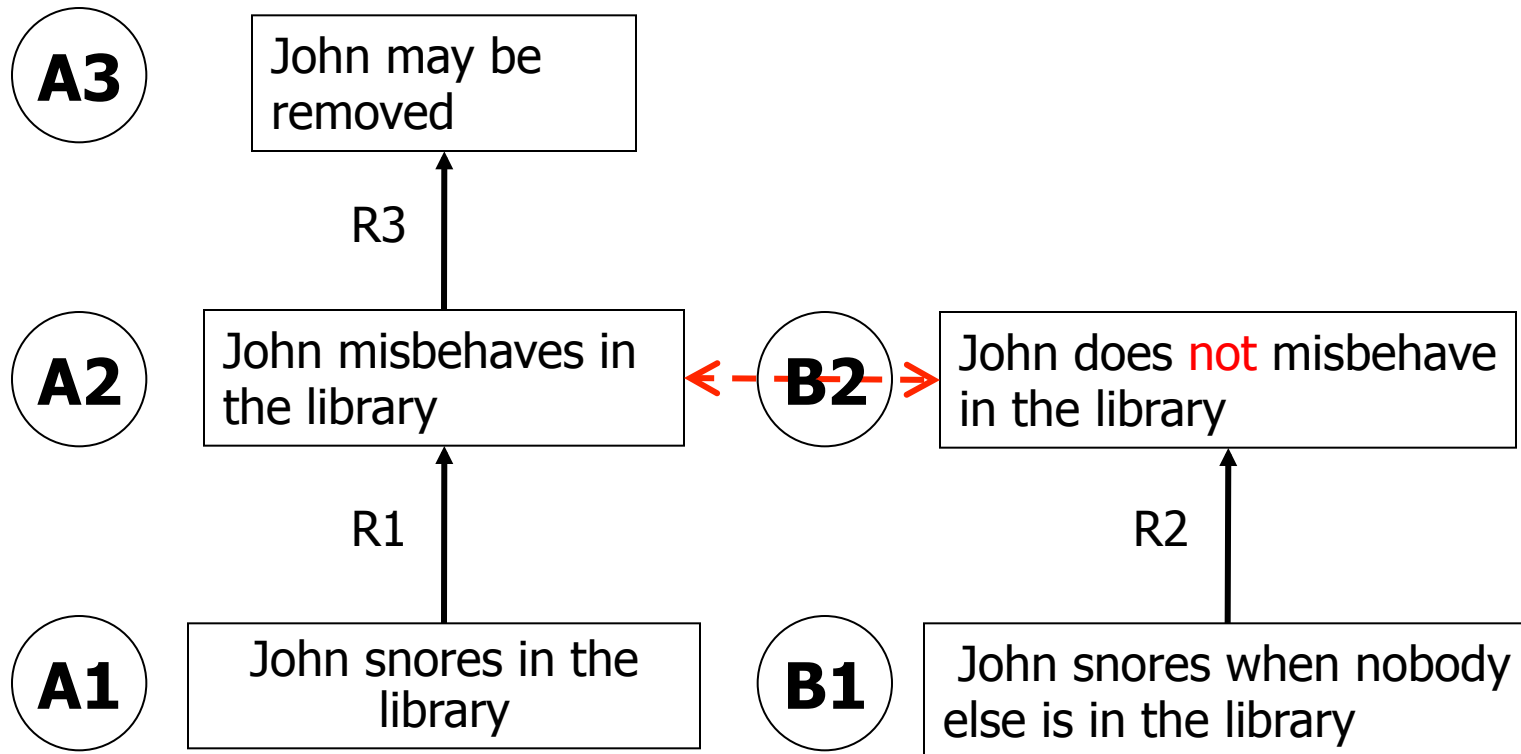 A3
John may be
removed
R3
A2
John misbehaves in
the library
B2
John does not misbehave
in the library
R1
R2
A1
John snores in the
library
B1
John snores when nobody
else is in the library